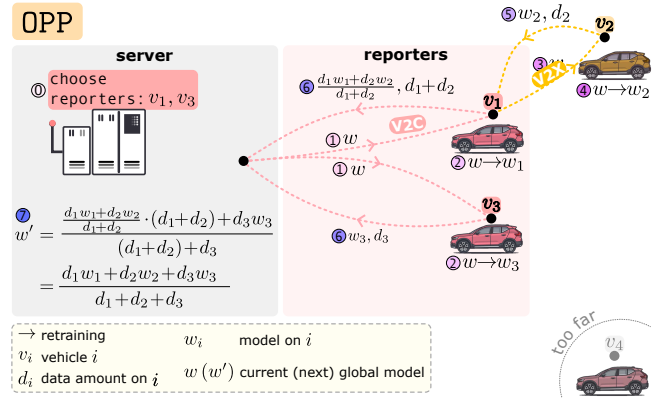 OPP
server
reporters
⓪ choose
reporters: v₁, v₃
⑥ (d₁w₁+d₂w₂)/(d₁+d₂), d₁+d₂
v₁
⑤ w₂, d₂
v₂
③
V2X
④ w→w₂
V2C
① w
② w→w₁
① w
v₃
⑥ w₃, d₃
② w→w₃
⑦
w′ = ((d₁w₁+d₂w₂)/(d₁+d₂)·(d₁+d₂)+d₃w₃)/((d₁+d₂)+d₃)
= (d₁w₁+d₂w₂+d₃w₃)/(d₁+d₂+d₃)
→ retraining
vᵢ vehicle i
dᵢ data amount on i
wᵢ model on i
w (w′) current (next) global model
too far
v₄